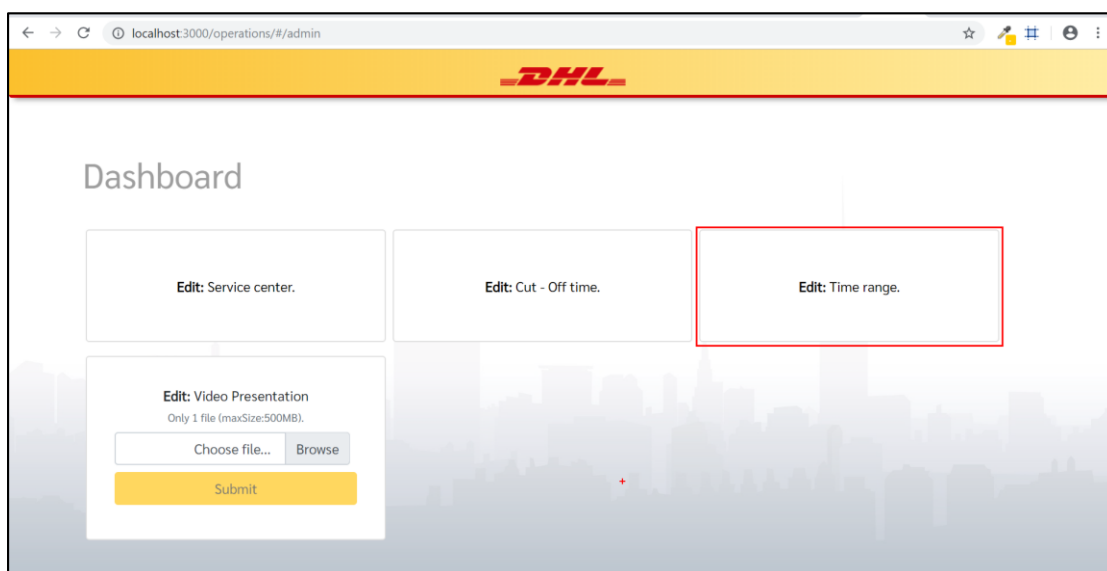 localhost:3000/operations/#/admin
DHL
Dashboard
Edit: Service center.
Edit: Cut - Off time.
Edit: Time range.
Edit: Video Presentation
Only 1 file (maxSize:500MB).
Choose file... Browse
Submit